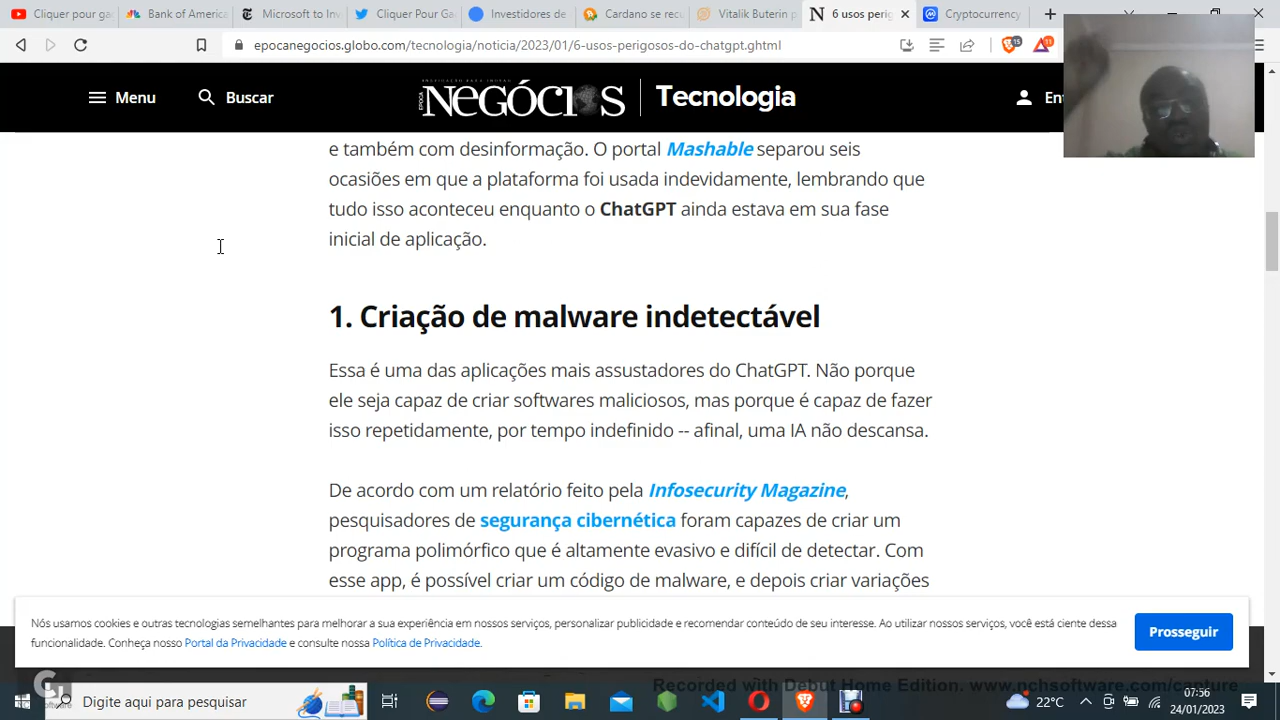 Cliquer pour ga
Bank of America
Microsoft to Inv
Cliquer Pour Ga
Investidores de
Cardano se recu
Vitalik Buterin p
6 usos perig
Cryptocurrency
epocanegocios.globo.com/tecnologia/noticia/2023/01/6-usos-perigosos-do-chatgpt.ghtml
15
11
Menu
Buscar
NEGÓCIOS
Tecnologia
Ent
e também com desinformação. O portal Mashable separou seis
ocasiões em que a plataforma foi usada indevidamente, lembrando que
tudo isso aconteceu enquanto o ChatGPT ainda estava em sua fase
inicial de aplicação.
1. Criação de malware indetectável
Essa é uma das aplicações mais assustadores do ChatGPT. Não porque
ele seja capaz de criar softwares maliciosos, mas porque é capaz de fazer
isso repetidamente, por tempo indefinido -- afinal, uma IA não descansa.
De acordo com um relatório feito pela Infosecurity Magazine,
pesquisadores de segurança cibernética foram capazes de criar um
programa polimórfico que é altamente evasivo e difícil de detectar. Com
esse app, é possível criar um código de malware, e depois criar variações
Nós usamos cookies e outras tecnologias semelhantes para melhorar a sua experiência em nossos serviços, personalizar publicidade e recomendar conteúdo de seu interesse. Ao utilizar nossos serviços, você está ciente dessa
funcionalidade. Conheça nosso Portal da Privacidade e consulte nossa Política de Privacidade.
Prosseguir
Recorded with Debut Home Edition. www.nchsoftware.com/capture
Digite aqui para pesquisar
22°C
07:56
24/01/2023